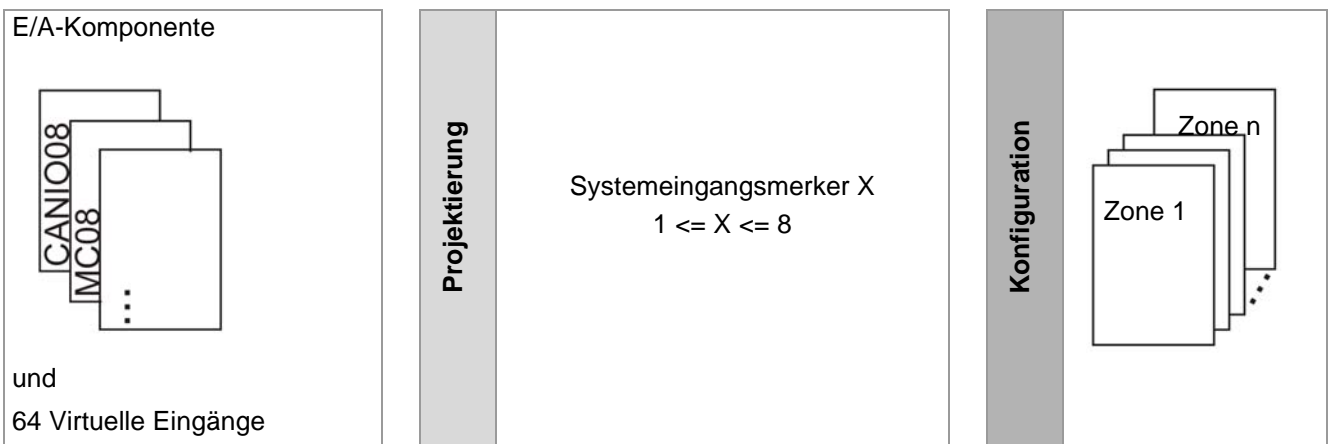 E/A-Komponente
CANIO08
MC08
und
64 Virtuelle Eingänge
Projektierung
Systemeingangsmerker X
1 <= X <= 8
Konfiguration
Zone n
Zone 1